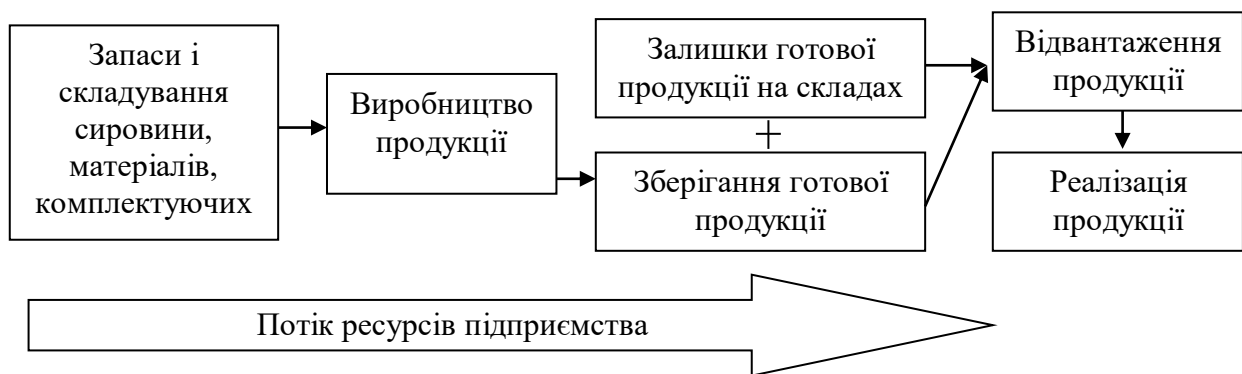 Запаси і
складування
сировини,
матеріалів,
комплектуючих
Виробництво
продукції
Залишки готової
продукції на складах
+
Зберігання готової
продукції
Відвантаження
продукції
Реалізація
продукції
Потік ресурсів підприємства